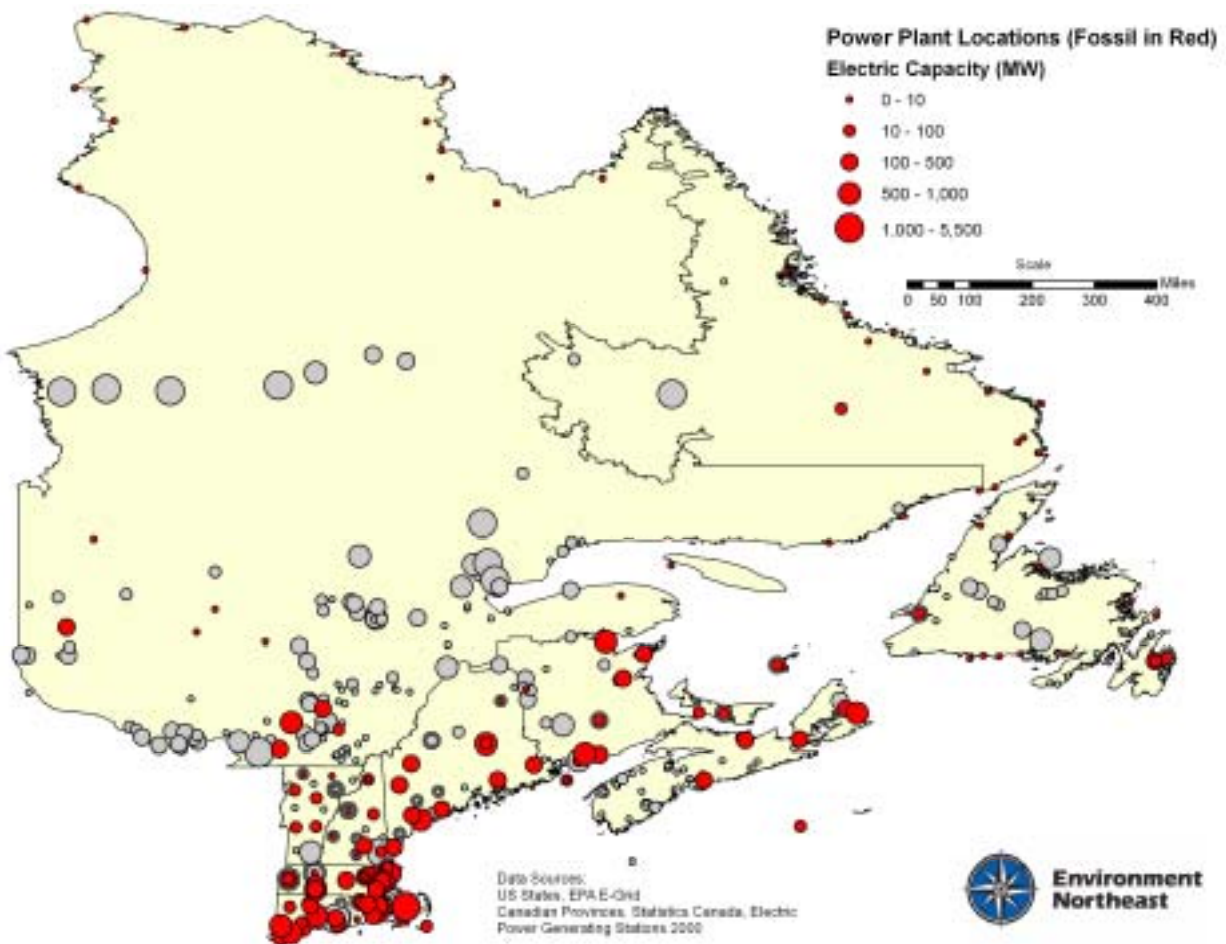 Power Plant Locations (Fossil in Red)
Electric Capacity (MW)
0 - 10
10 - 100
100 - 500
500 - 1,000
1,000 - 5,500
Scale
Miles
0 50 100 200 300 400
Data Sources:
US States, EPA E-Grid
Canadian Provinces, Statistics Canada, Electric
Power Generating Stations 2000
Environment
Northeast